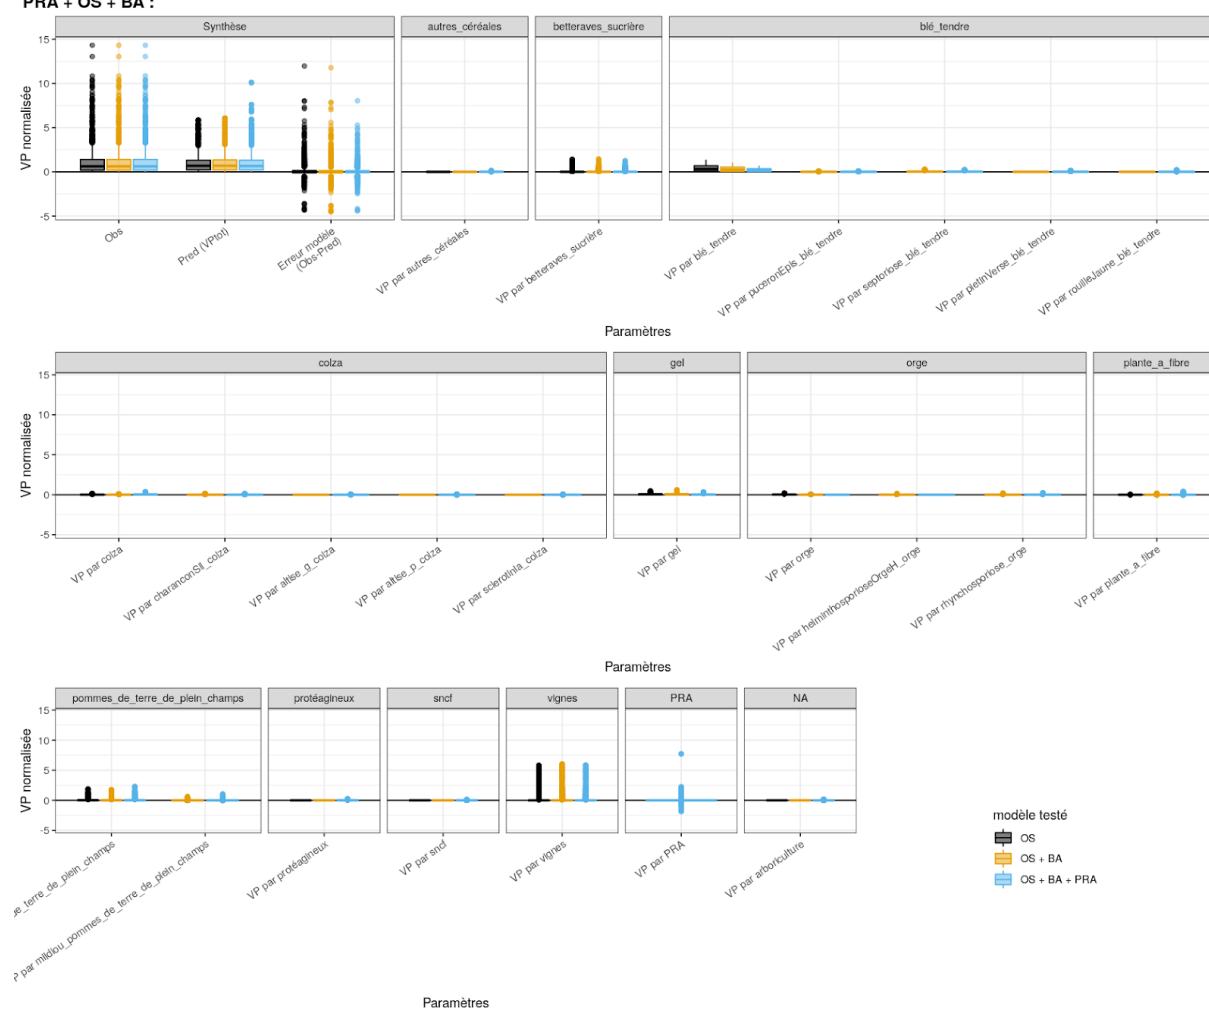 PRA + OS + BA :
Synthèse
autres_céréales
betteraves_sucrière
blé_tendre
VP normalisée
15
10
5
0
-5
Obs
Pred (VPtot)
Erreur modèle
(Obs-Pred)
VP par autres_céréales
VP par betteraves_sucrière
VP par blé_tendre
VP par puceronEpis_blé_tendre
VP par septoriose_blé_tendre
VP par pietinVerse_blé_tendre
VP par rouilleJaune_blé_tendre
Paramètres
colza
gel
orge
plante_a_fibre
VP normalisée
15
10
5
0
-5
VP par colza
VP par charanconSil_colza
VP par altise_g_colza
VP par altise_p_colza
VP par sclerotinia_colza
VP par gel
VP par orge
VP par helminthosporioseOrgeH_orge
VP par rhynchosporiose_orge
VP par plante_a_fibre
Paramètres
pommes_de_terre_de_plein_champs
protéagineux
sncf
vignes
PRA
NA
VP normalisée
15
10
5
0
-5
de_terre_de_plein_champs
P par mildiou_pommes_de_terre_de_plein_champs
VP par protéagineux
VP par sncf
VP par vignes
VP par PRA
VP par arboriculture
Paramètres
modèle testé
OS
OS + BA
OS + BA + PRA